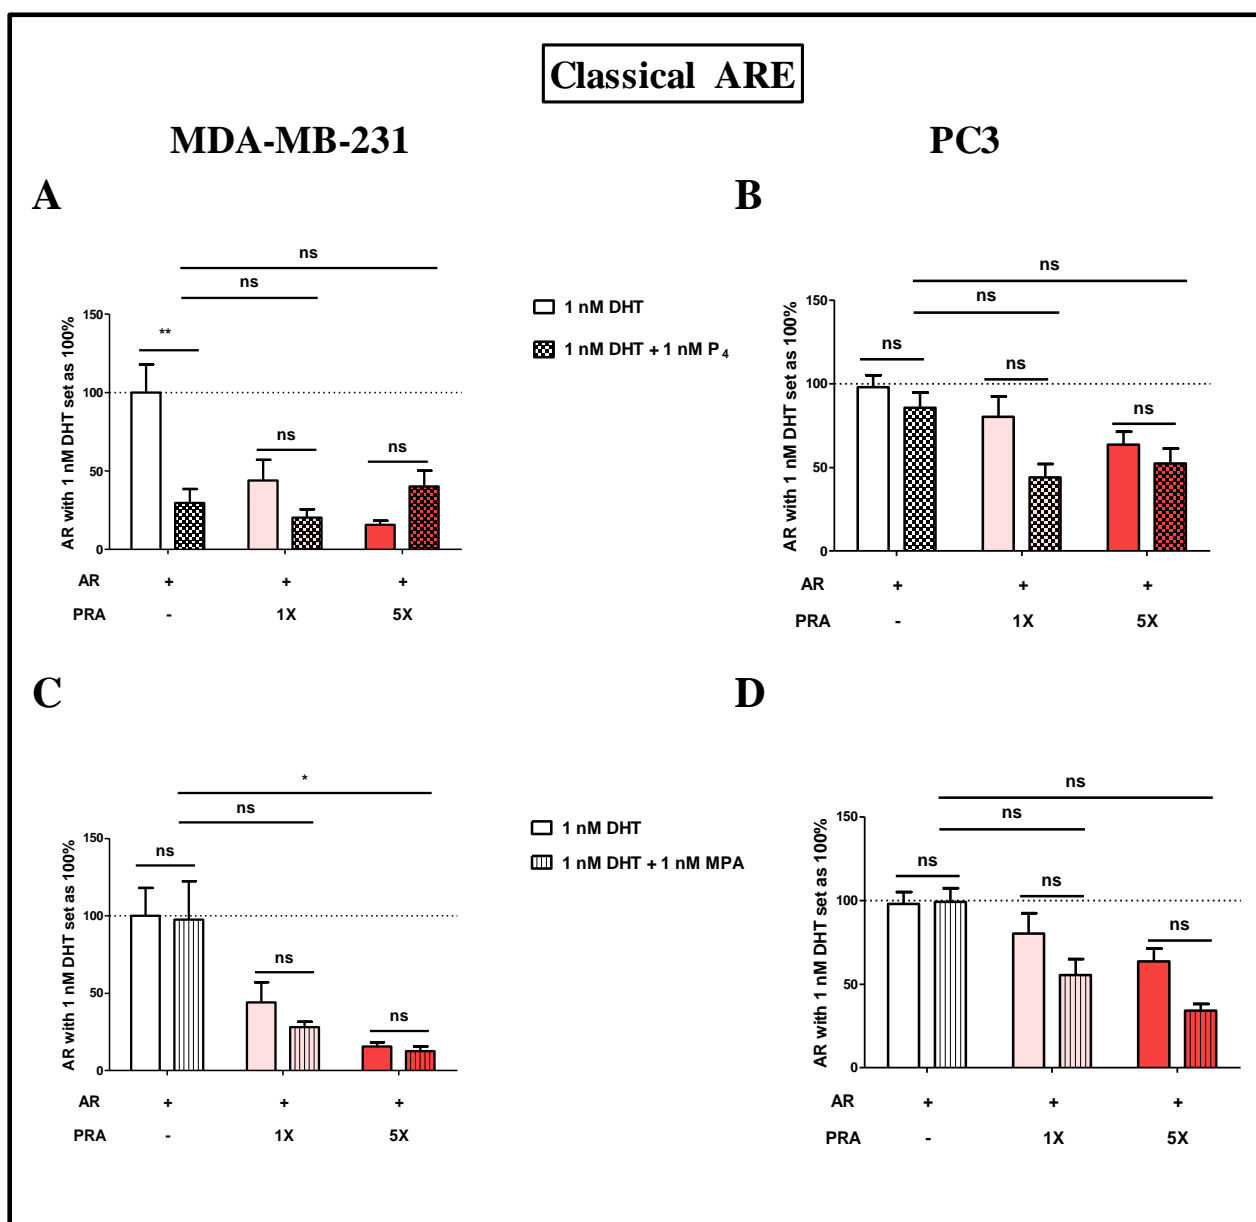 Classical ARE
MDA-MB-231
PC3
A
ns
ns
**
ns
ns
AR with 1 nM DHT set as 100%
150
100
50
0
AR + + +
PRA - 1X 5X
1 nM DHT
1 nM DHT + 1 nM P4
B
ns
ns
ns
ns
ns
AR with 1 nM DHT set as 100%
150
100
50
0
AR + + +
PRA - 1X 5X
C
*
ns
ns
ns
ns
AR with 1 nM DHT set as 100%
150
100
50
0
AR + + +
PRA - 1X 5X
1 nM DHT
1 nM DHT + 1 nM MPA
D
ns
ns
ns
ns
ns
AR with 1 nM DHT set as 100%
150
100
50
0
AR + + +
PRA - 1X 5X